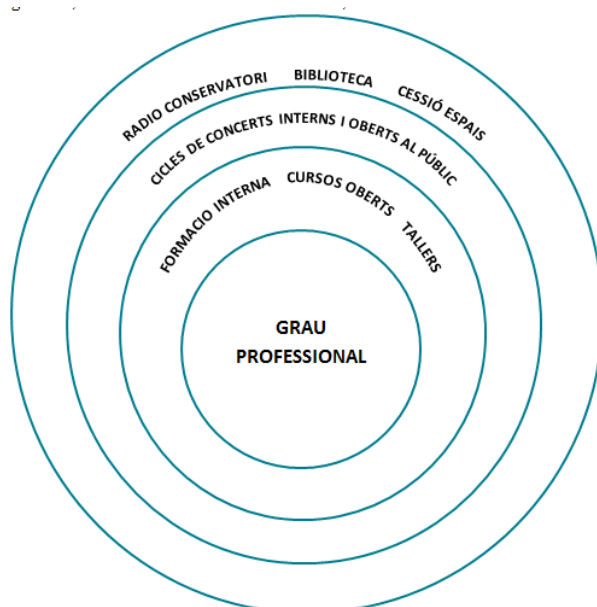 RADIO CONSERVATORI BIBLIOTECA CESSIÓ ESPAIS
CICLES DE CONCERTS INTERNS I OBERTS AL PÚBLIC
FORMACIO INTERNA CURSOS OBERTS TALLERS
GRAU
PROFESSIONAL